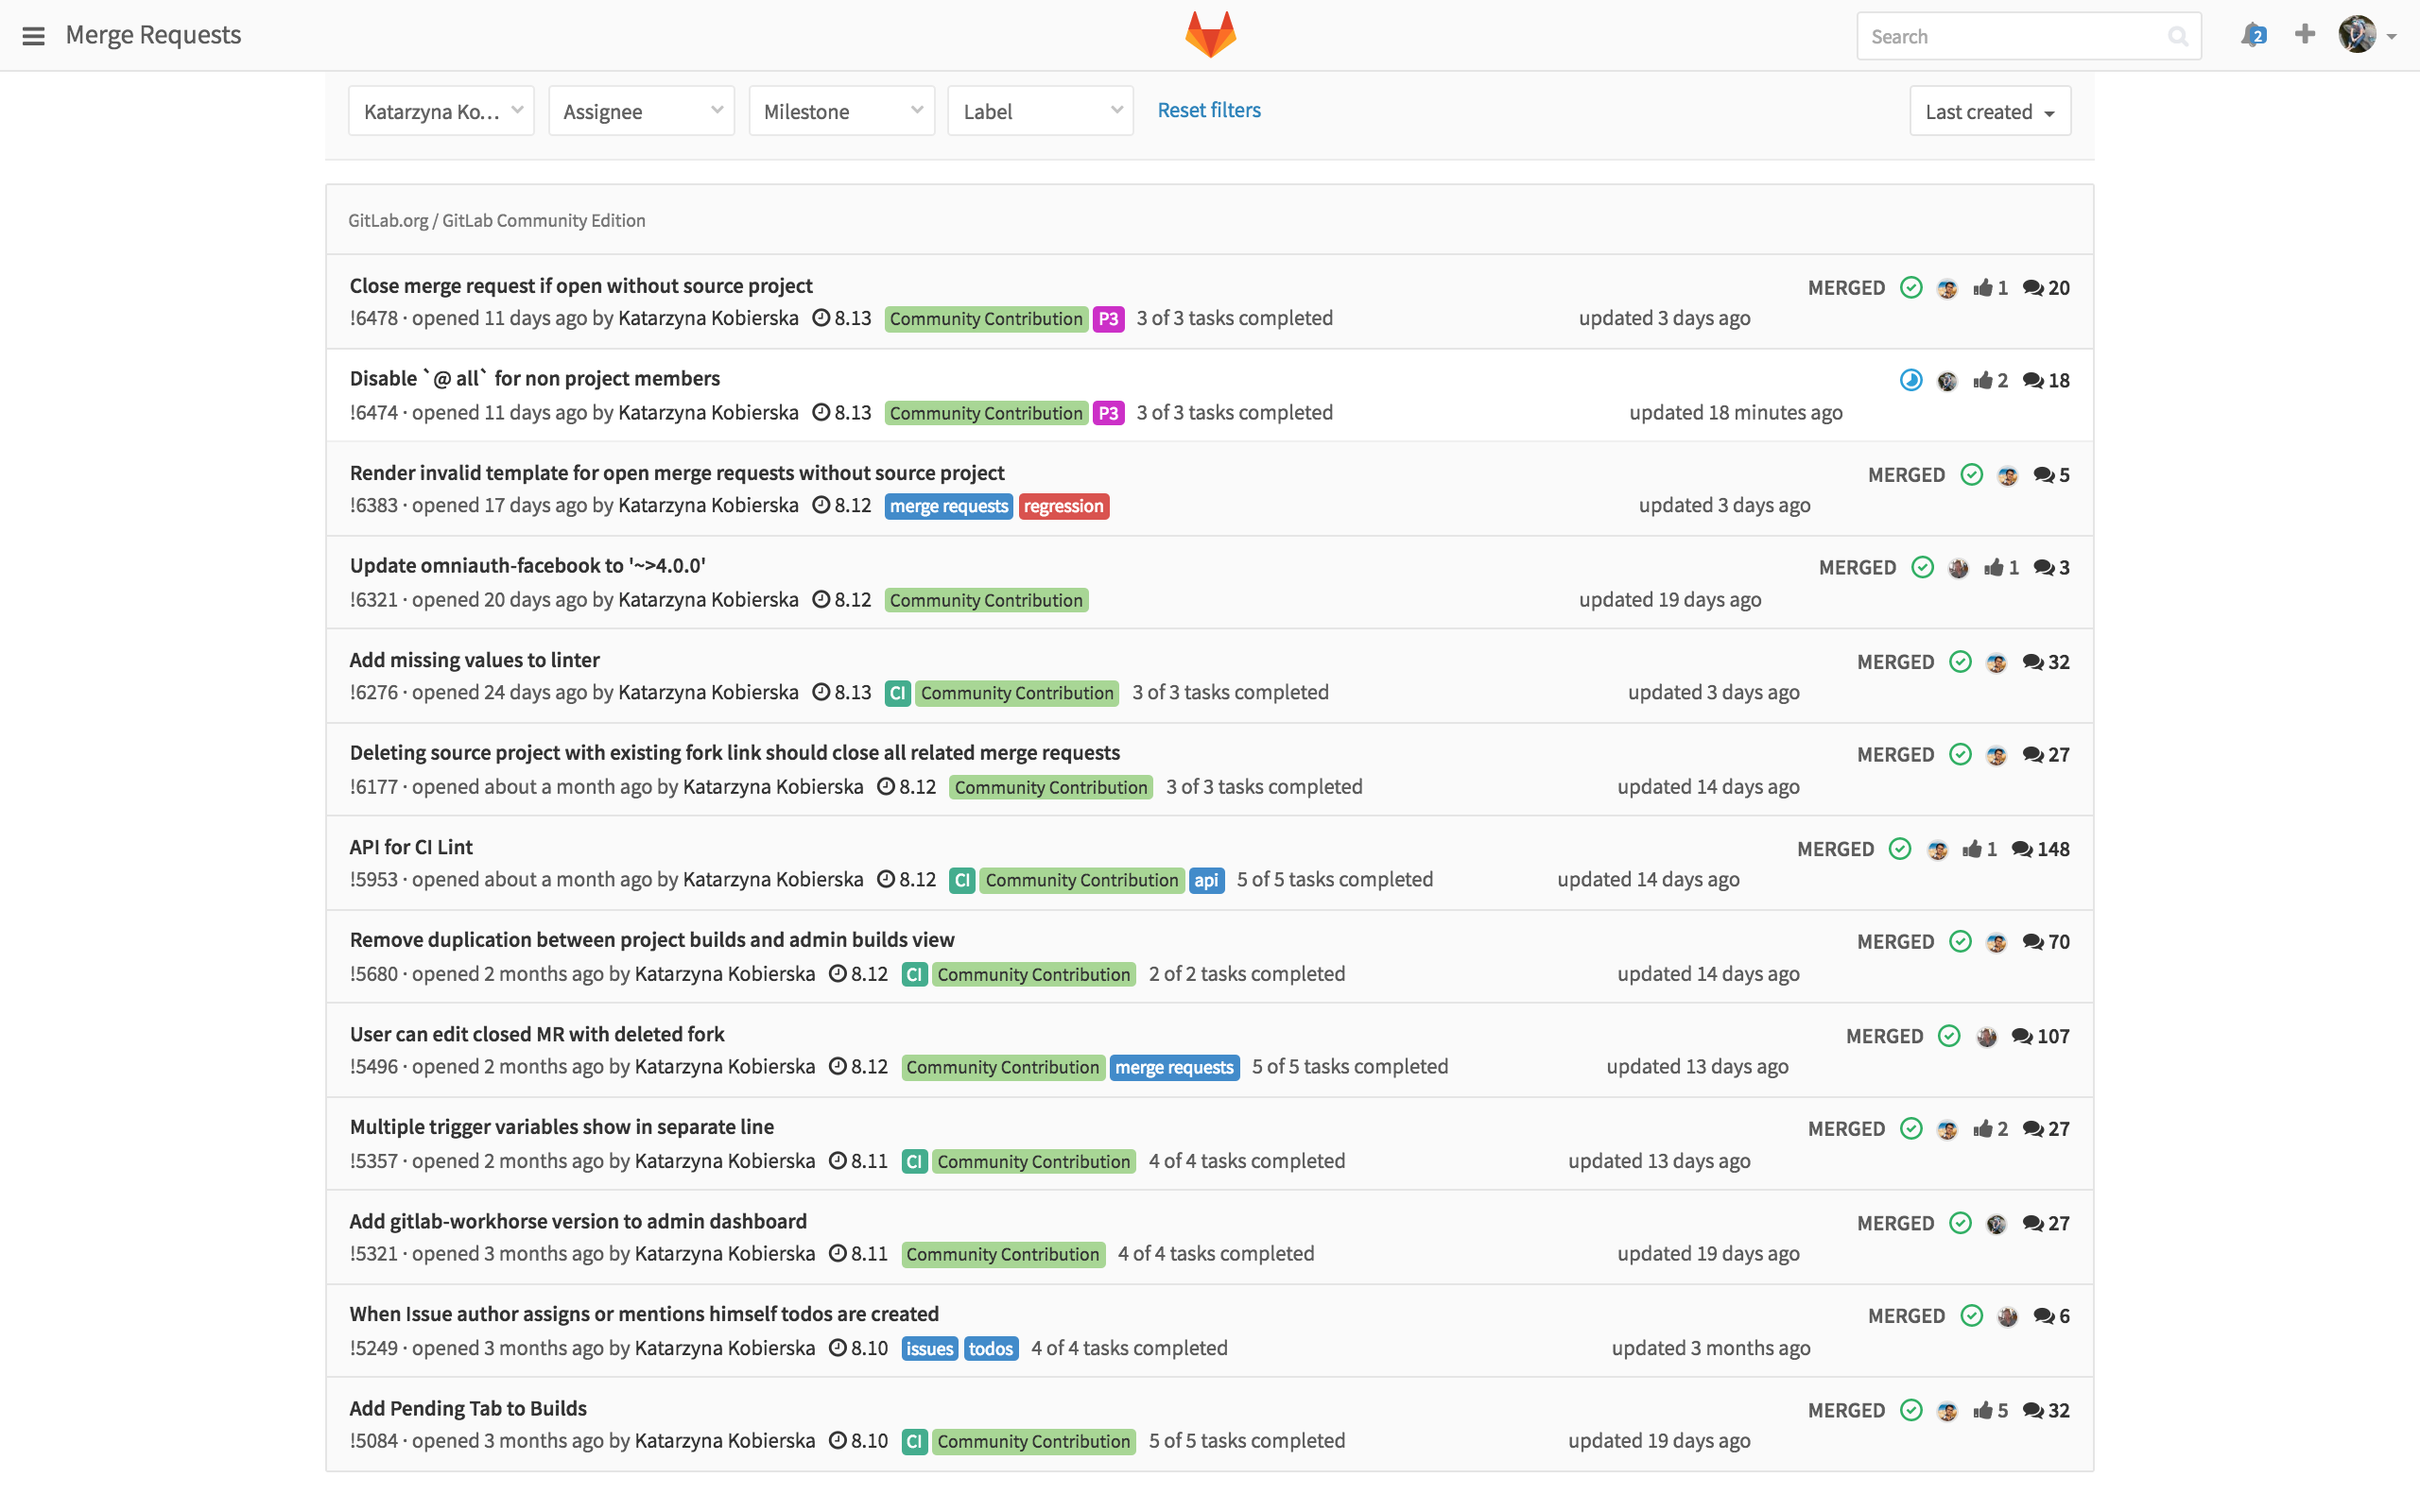 Merge Requests
Search
2
Katarzyna Ko... Assignee Milestone Label Reset filters Last created
GitLab.org / GitLab Community Edition
Close merge request if open without source project MERGED 1 20
!6478 · opened 11 days ago by Katarzyna Kobierska 8.13 Community Contribution P3 3 of 3 tasks completed updated 3 days ago
Disable `@ all` for non project members 2 18
!6474 · opened 11 days ago by Katarzyna Kobierska 8.13 Community Contribution P3 3 of 3 tasks completed updated 18 minutes ago
Render invalid template for open merge requests without source project MERGED 5
!6383 · opened 17 days ago by Katarzyna Kobierska 8.12 merge requests regression updated 3 days ago
Update omniauth-facebook to '~>4.0.0' MERGED 1 3
!6321 · opened 20 days ago by Katarzyna Kobierska 8.12 Community Contribution updated 19 days ago
Add missing values to linter MERGED 32
!6276 · opened 24 days ago by Katarzyna Kobierska 8.13 CI Community Contribution 3 of 3 tasks completed updated 3 days ago
Deleting source project with existing fork link should close all related merge requests MERGED 27
!6177 · opened about a month ago by Katarzyna Kobierska 8.12 Community Contribution 3 of 3 tasks completed updated 14 days ago
API for CI Lint MERGED 1 148
!5953 · opened about a month ago by Katarzyna Kobierska 8.12 CI Community Contribution api 5 of 5 tasks completed updated 14 days ago
Remove duplication between project builds and admin builds view MERGED 70
!5680 · opened 2 months ago by Katarzyna Kobierska 8.12 CI Community Contribution 2 of 2 tasks completed updated 14 days ago
User can edit closed MR with deleted fork MERGED 107
!5496 · opened 2 months ago by Katarzyna Kobierska 8.12 Community Contribution merge requests 5 of 5 tasks completed updated 13 days ago
Multiple trigger variables show in separate line MERGED 2 27
!5357 · opened 2 months ago by Katarzyna Kobierska 8.11 CI Community Contribution 4 of 4 tasks completed updated 13 days ago
Add gitlab-workhorse version to admin dashboard MERGED 27
!5321 · opened 3 months ago by Katarzyna Kobierska 8.11 Community Contribution 4 of 4 tasks completed updated 19 days ago
When Issue author assigns or mentions himself todos are created MERGED 6
!5249 · opened 3 months ago by Katarzyna Kobierska 8.10 issues todos 4 of 4 tasks completed updated 3 months ago
Add Pending Tab to Builds MERGED 5 32
!5084 · opened 3 months ago by Katarzyna Kobierska 8.10 CI Community Contribution 5 of 5 tasks completed updated 19 days ago